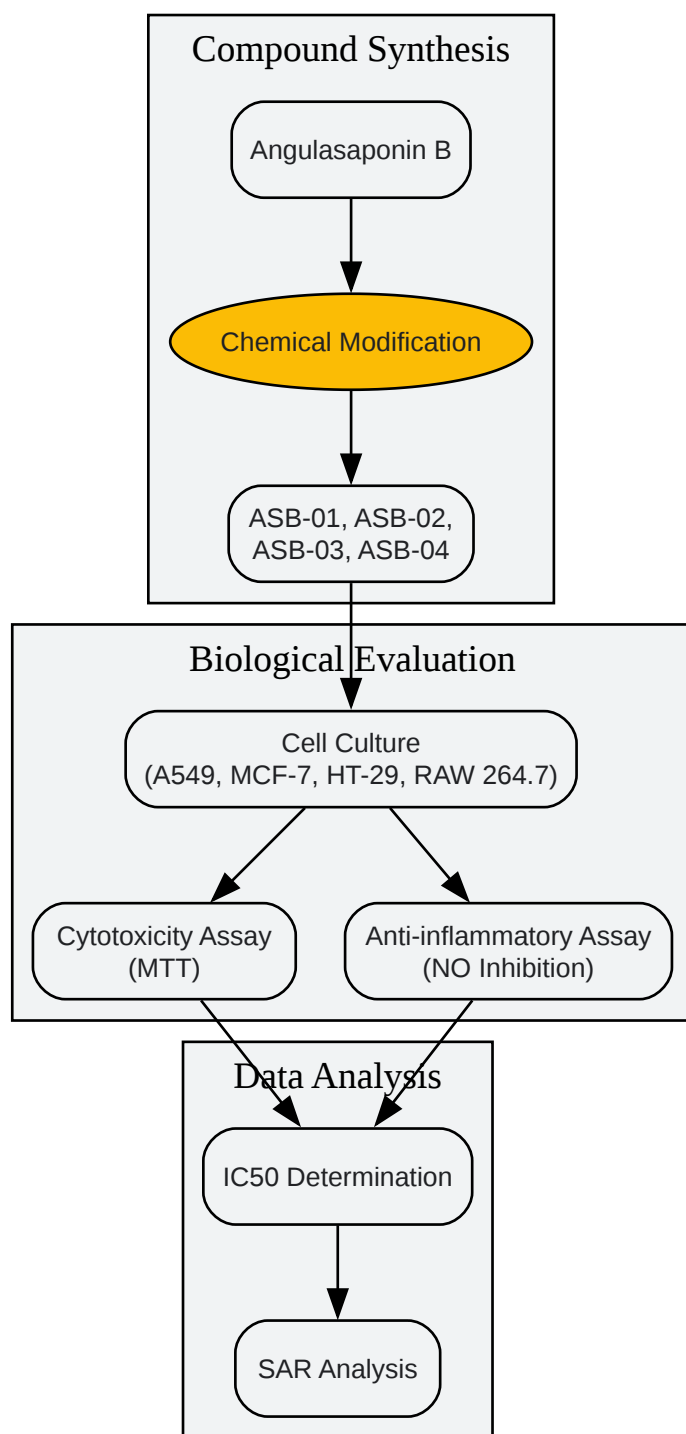 Compound Synthesis
Angulasaponin B
Chemical Modification
ASB-01, ASB-02,
ASB-03, ASB-04
Biological Evaluation
Cell Culture
(A549, MCF-7, HT-29, RAW 264.7)
Cytotoxicity Assay
(MTT)
Anti-inflammatory Assay
(NO Inhibition)
Data Analysis
IC50 Determination
SAR Analysis